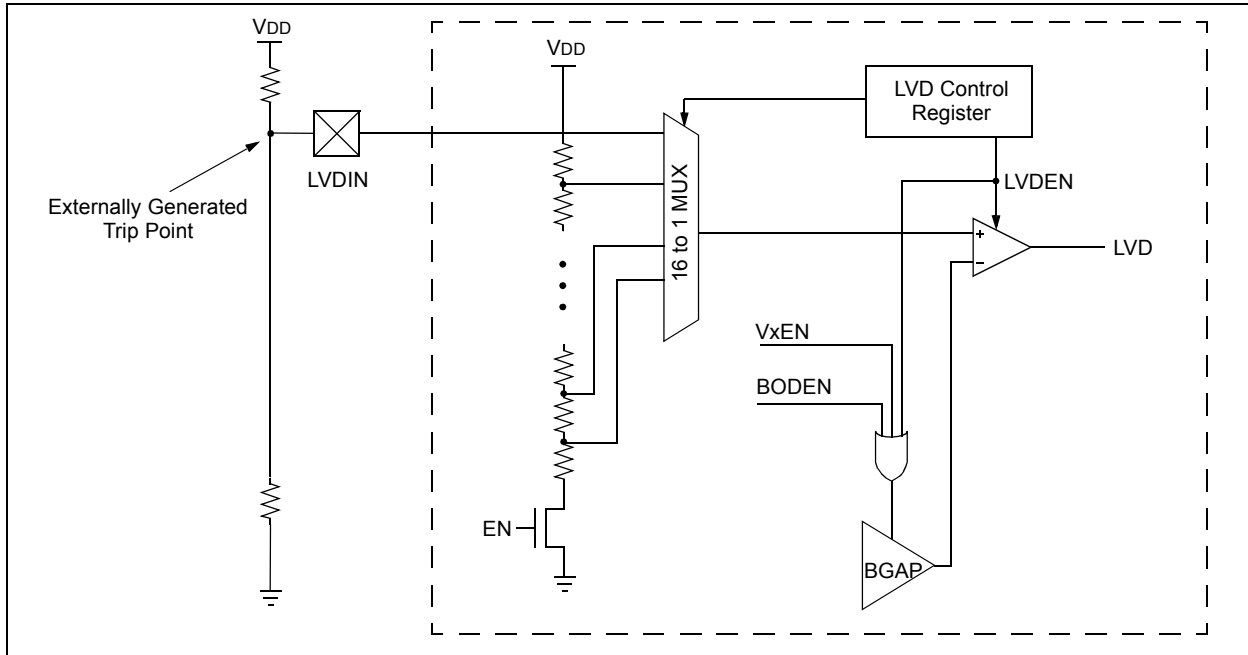 VDD
VDD
LVD Control
Register
LVDIN
16 to 1 MUX
LVDEN
Externally Generated
Trip Point
+
–
LVD
VxEN
BODEN
EN
BGAP